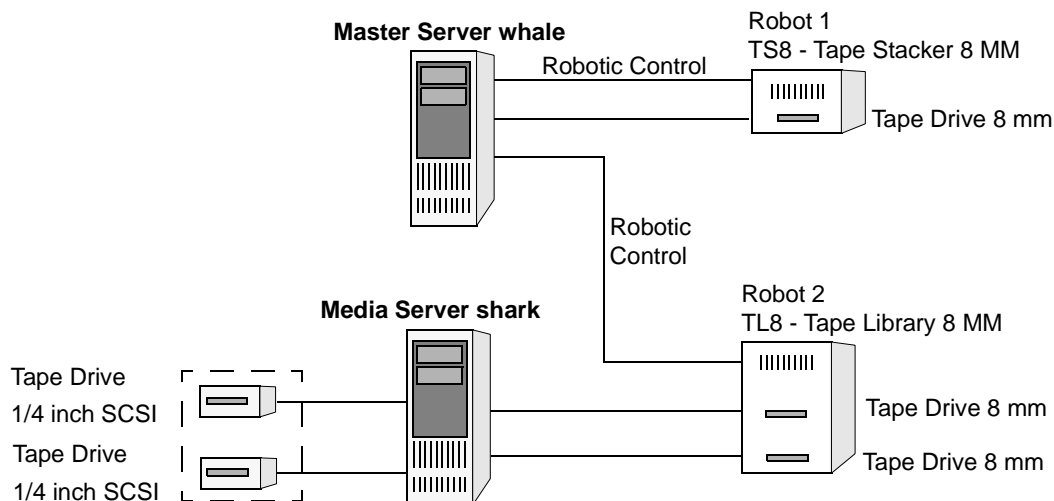 Robot 1
TS8 - Tape Stacker 8 MM
Master Server whale
Robotic Control
Tape Drive 8 mm
Robotic
Control
Robot 2
TL8 - Tape Library 8 MM
Media Server shark
Tape Drive
1/4 inch SCSI
Tape Drive 8 mm
Tape Drive
1/4 inch SCSI
Tape Drive 8 mm